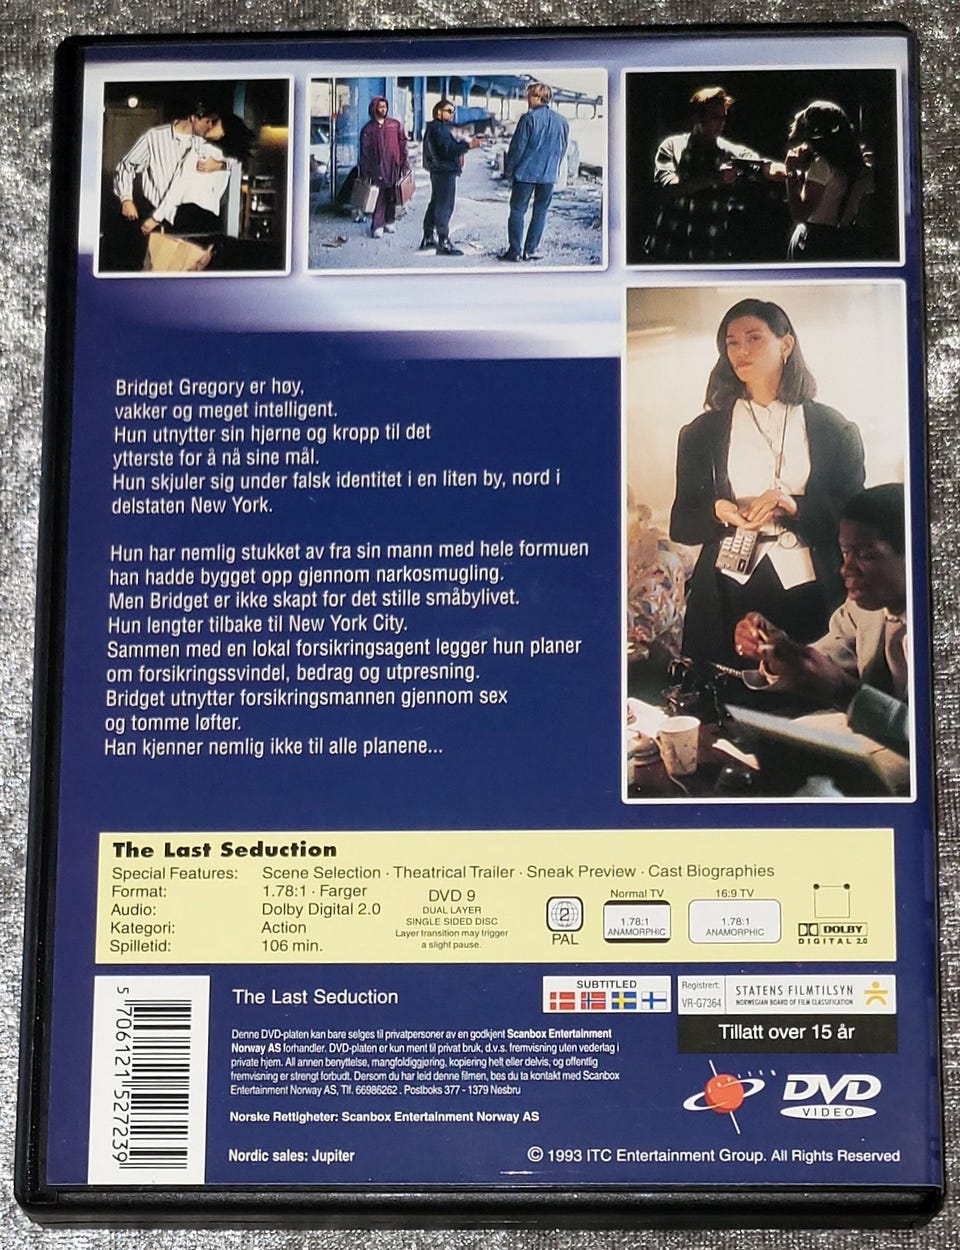 Bridget Gregory er høy,
vakker og meget intelligent.
Hun utnytter sin hjerne og kropp til det
ytterste for å nå sine mål.
Hun skjuler sig under falsk identitet i en liten by, nord i
delstaten New York.
Hun har nemlig stukket av fra sin mann med hele formuen
han hadde bygget opp gjennom narkosmugling.
Men Bridget er ikke skapt for det stille småbylivet.
Hun lengter tilbake til New York City.
Sammen med en lokal forsikringsagent legger hun planer
om forsikringssvindel, bedrag og utpresning.
Bridget utnytter forsikringsmannen gjennom sex
og tomme løfter.
Han kjenner nemlig ikke til alle planene...
The Last Seduction
Special Features: Scene Selection · Theatrical Trailer · Sneak Preview · Cast Biographies
Format: 1.78:1 · Farger
Audio: Dolby Digital 2.0
Kategori: Action
Spilletid: 106 min.
DVD 9
DUAL LAYER
SINGLE SIDED DISC
Layer transition may trigger
a slight pause.
2
PAL
Normal TV
1.78:1
ANAMORPHIC
16:9 TV
1.78:1
ANAMORPHIC
DOLBY
DIGITAL 2.0
5 706121 527239
The Last Seduction
SUBTITLED
Registrert:
VR-G7364
STATENS FILMTILSYN
NORWEGIAN BOARD OF FILM CLASSIFICATION
Tillatt over 15 år
Denne DVD-platen kan bare selges til privatpersoner av en godkjent Scanbox Entertainment
Norway AS forhandler. DVD-platen er kun ment til privat bruk, d.v.s. fremvisning uten vederlag i
private hjem. All annen benyttelse, mangfoldiggjøring, kopiering helt eller delvis, og offentlig
fremvisning er strengt forbudt. Dersom du har leid denne filmen, bes du ta kontakt med Scanbox
Entertainment Norway AS, Tlf. 66986262 . Postboks 377 - 1379 Nesbru
Norske Rettigheter: Scanbox Entertainment Norway AS
DVD
VIDEO
Nordic sales: Jupiter
© 1993 ITC Entertainment Group. All Rights Reserved